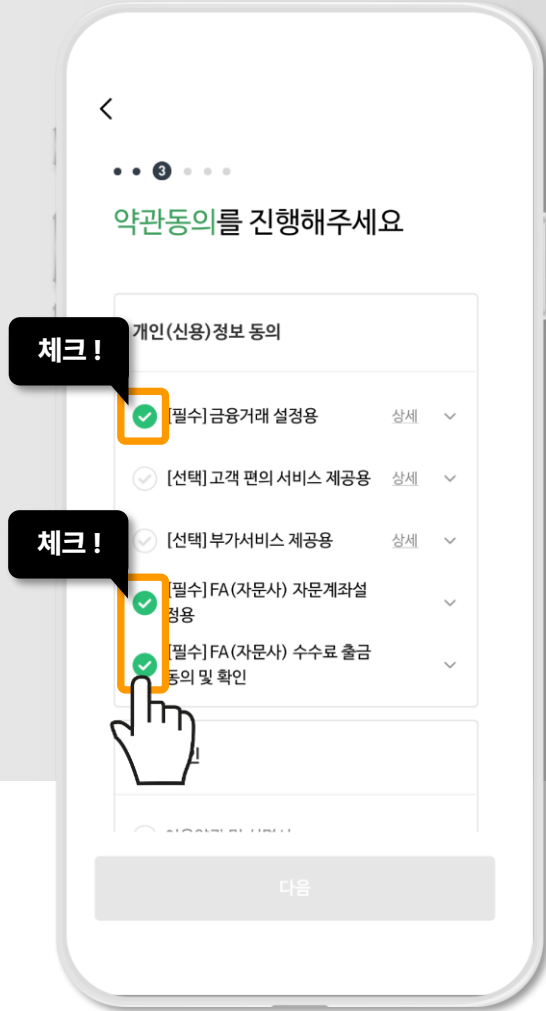 3
약관동의를 진행해주세요
개인(신용)정보 동의
체크 !
[필수] 금융거래 설정용 상세
[선택] 고객 편의 서비스 제공용 상세
체크 !
[선택] 부가서비스 제공용 상세
[필수] FA(자문사) 자문계좌설
정용
[필수] FA(자문사) 수수료 출금
동의 및 확인
다음